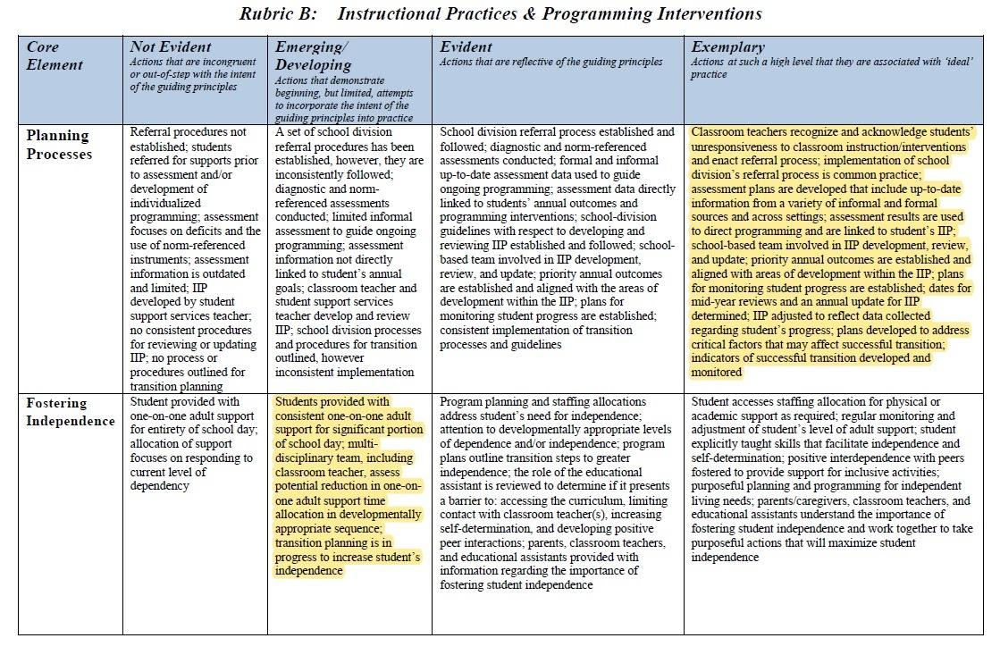 Rubric B: Instructional Practices & Programming Interventions
Core
Element
Not Evident
Actions that are incongruent
or out-of-step with the intent
of the guiding principles
Emerging/
Developing
Actions that demonstrate
beginning, but limited, attempts
to incorporate the intent of the
guiding principles into practice
Evident
Actions that are reflective of the guiding principles
Exemplary
Actions at such a high level that they are associated with ‘ideal’
practice
Planning
Processes
Referral procedures not
established; students
referred for supports prior
to assessment and/or
development of
individualized
programming; assessment
focuses on deficits and the
use of norm-referenced
instruments; assessment
information is outdated
and limited; IIP
developed by student
support services teacher;
no consistent procedures
for reviewing or updating
IIP; no process or
procedures outlined for
transition planning
A set of school division
referral procedures has been
established, however, they are
inconsistently followed;
diagnostic and norm-
referenced assessments
conducted; limited informal
assessment to guide ongoing
programming; assessment
information not directly
linked to student’s annual
goals; classroom teacher and
student support services
teacher develop and review
IIP; school division processes
and procedures for transition
outlined, however
inconsistent implementation
School division referral process established and
followed; diagnostic and norm-referenced
assessments conducted; formal and informal
up-to-date assessment data used to guide
ongoing programming; assessment data directly
linked to students’ annual outcomes and
programming interventions; school-division
guidelines with respect to developing and
reviewing IIP established and followed; school-
based team involved in IIP development,
review, and update; priority annual outcomes
are established and aligned with the areas of
development within the IIP; plans for
monitoring student progress are established;
consistent implementation of transition
processes and guidelines
Classroom teachers recognize and acknowledge students’
unresponsiveness to classroom instruction/interventions
and enact referral process; implementation of school
division’s referral process is common practice;
assessment plans are developed that include up-to-date
information from a variety of informal and formal
sources and across settings; assessment results are used
to direct programming and are linked to student’s IIP;
school-based team involved in IIP development, review,
and update; priority annual outcomes are established and
aligned with areas of development within the IIP; plans
for monitoring student progress are established; dates for
mid-year reviews and an annual update for IIP
determined; IIP adjusted to reflect data collected
regarding student’s progress; plans developed to address
critical factors that may affect successful transition;
indicators of successful transition developed and
monitored
Fostering
Independence
Student provided with
one-on-one adult support
for entirety of school day;
allocation of support
focuses on responding to
current level of
dependency
Students provided with
consistent one-on-one adult
support for significant portion
of school day; multi-
disciplinary team, including
classroom teacher, assess
potential reduction in one-on-
one adult support time
allocation in developmentally
appropriate sequence;
transition planning is in
progress to increase student’s
independence
Program planning and staffing allocations
address student’s need for independence;
attention to developmentally appropriate levels
of dependence and/or independence; program
plans outline transition steps to greater
independence; the role of the educational
assistant is reviewed to determine if it presents
a barrier to: accessing the curriculum, limiting
contact with classroom teacher(s), increasing
self-determination, and developing positive
peer interactions; parents, classroom teachers,
and educational assistants provided with
information regarding the importance of
fostering student independence
Student accesses staffing allocation for physical or
academic support as required; regular monitoring and
adjustment of student’s level of adult support; student
explicitly taught skills that facilitate independence and
self-determination; positive interdependence with peers
fostered to provide support for inclusive activities;
purposeful planning and programming for independent
living needs; parents/caregivers, classroom teachers, and
educational assistants understand the importance of
fostering student independence and work together to take
purposeful actions that will maximize student
independence